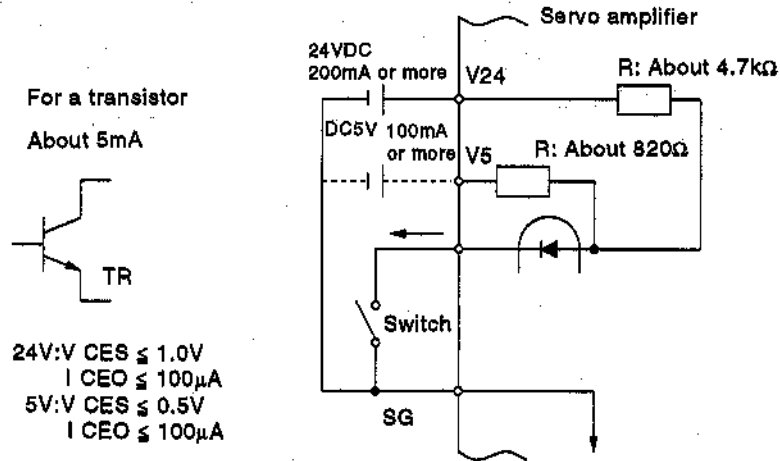 Servo amplifier
24VDC
200mA or more
V24
R: About 4.7kΩ
For a transistor
About 5mA
DC5V 100mA
or more
V5
R: About 820Ω
TR
Switch
24V:V CES ≦ 1.0V
I CEO ≦ 100μA
5V:V CES ≦ 0.5V
I CEO ≦ 100μA
SG